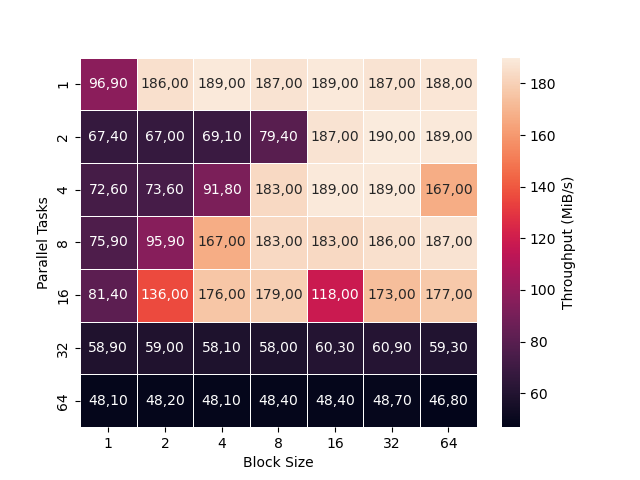 1 96,90 186,00 189,00 187,00 189,00 187,00 188,00
2 67,40 67,00 69,10 79,40 187,00 190,00 189,00
4 72,60 73,60 91,80 183,00 189,00 189,00 167,00
8 75,90 95,90 167,00 183,00 183,00 186,00 187,00
16 81,40 136,00 176,00 179,00 118,00 173,00 177,00
32 58,90 59,00 58,10 58,00 60,30 60,90 59,30
64 48,10 48,20 48,10 48,40 48,40 48,70 46,80
1 2 4 8 16 32 64
Block Size
Parallel Tasks
180
160
140
120
100
80
60
Throughput (MiB/s)